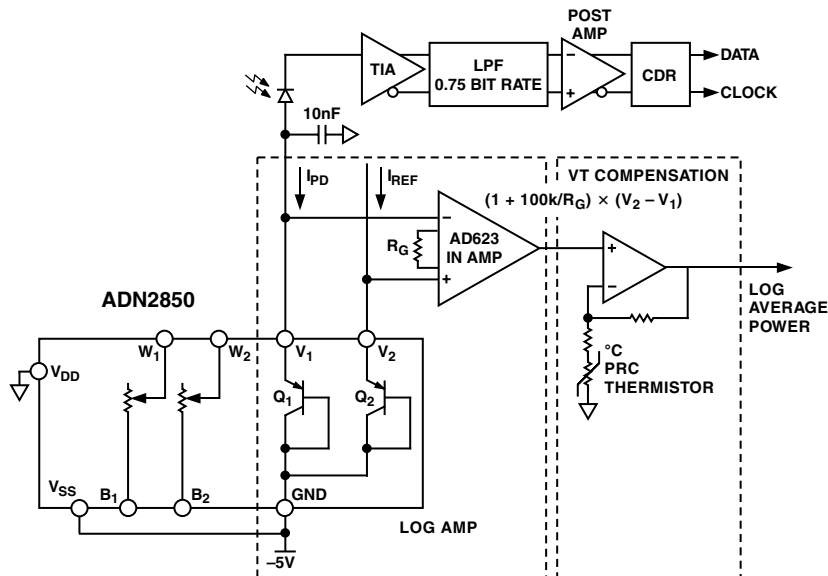 POST
AMP
TIA
LPF
0.75 BIT RATE
−
+
CDR
DATA
CLOCK
10nF
I_PD
I_REF
VT COMPENSATION
(1 + 100k/R_G) × (V_2 – V_1)
R_G
−
AD623
IN AMP
+
+
−
LOG
AVERAGE
POWER
°C
PRC
THERMISTOR
ADN2850
W_1
W_2
V_1
V_2
V_DD
Q_1
Q_2
V_SS
B_1
B_2
GND
LOG AMP
–5V